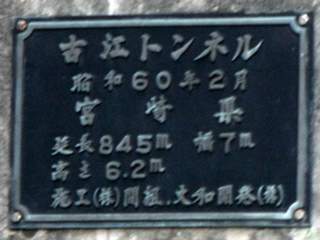 古江トンネル
昭和60年2月
宮崎県
延長845m 幅7m
高さ6.2m
施工(株)間組.大和開発(株)